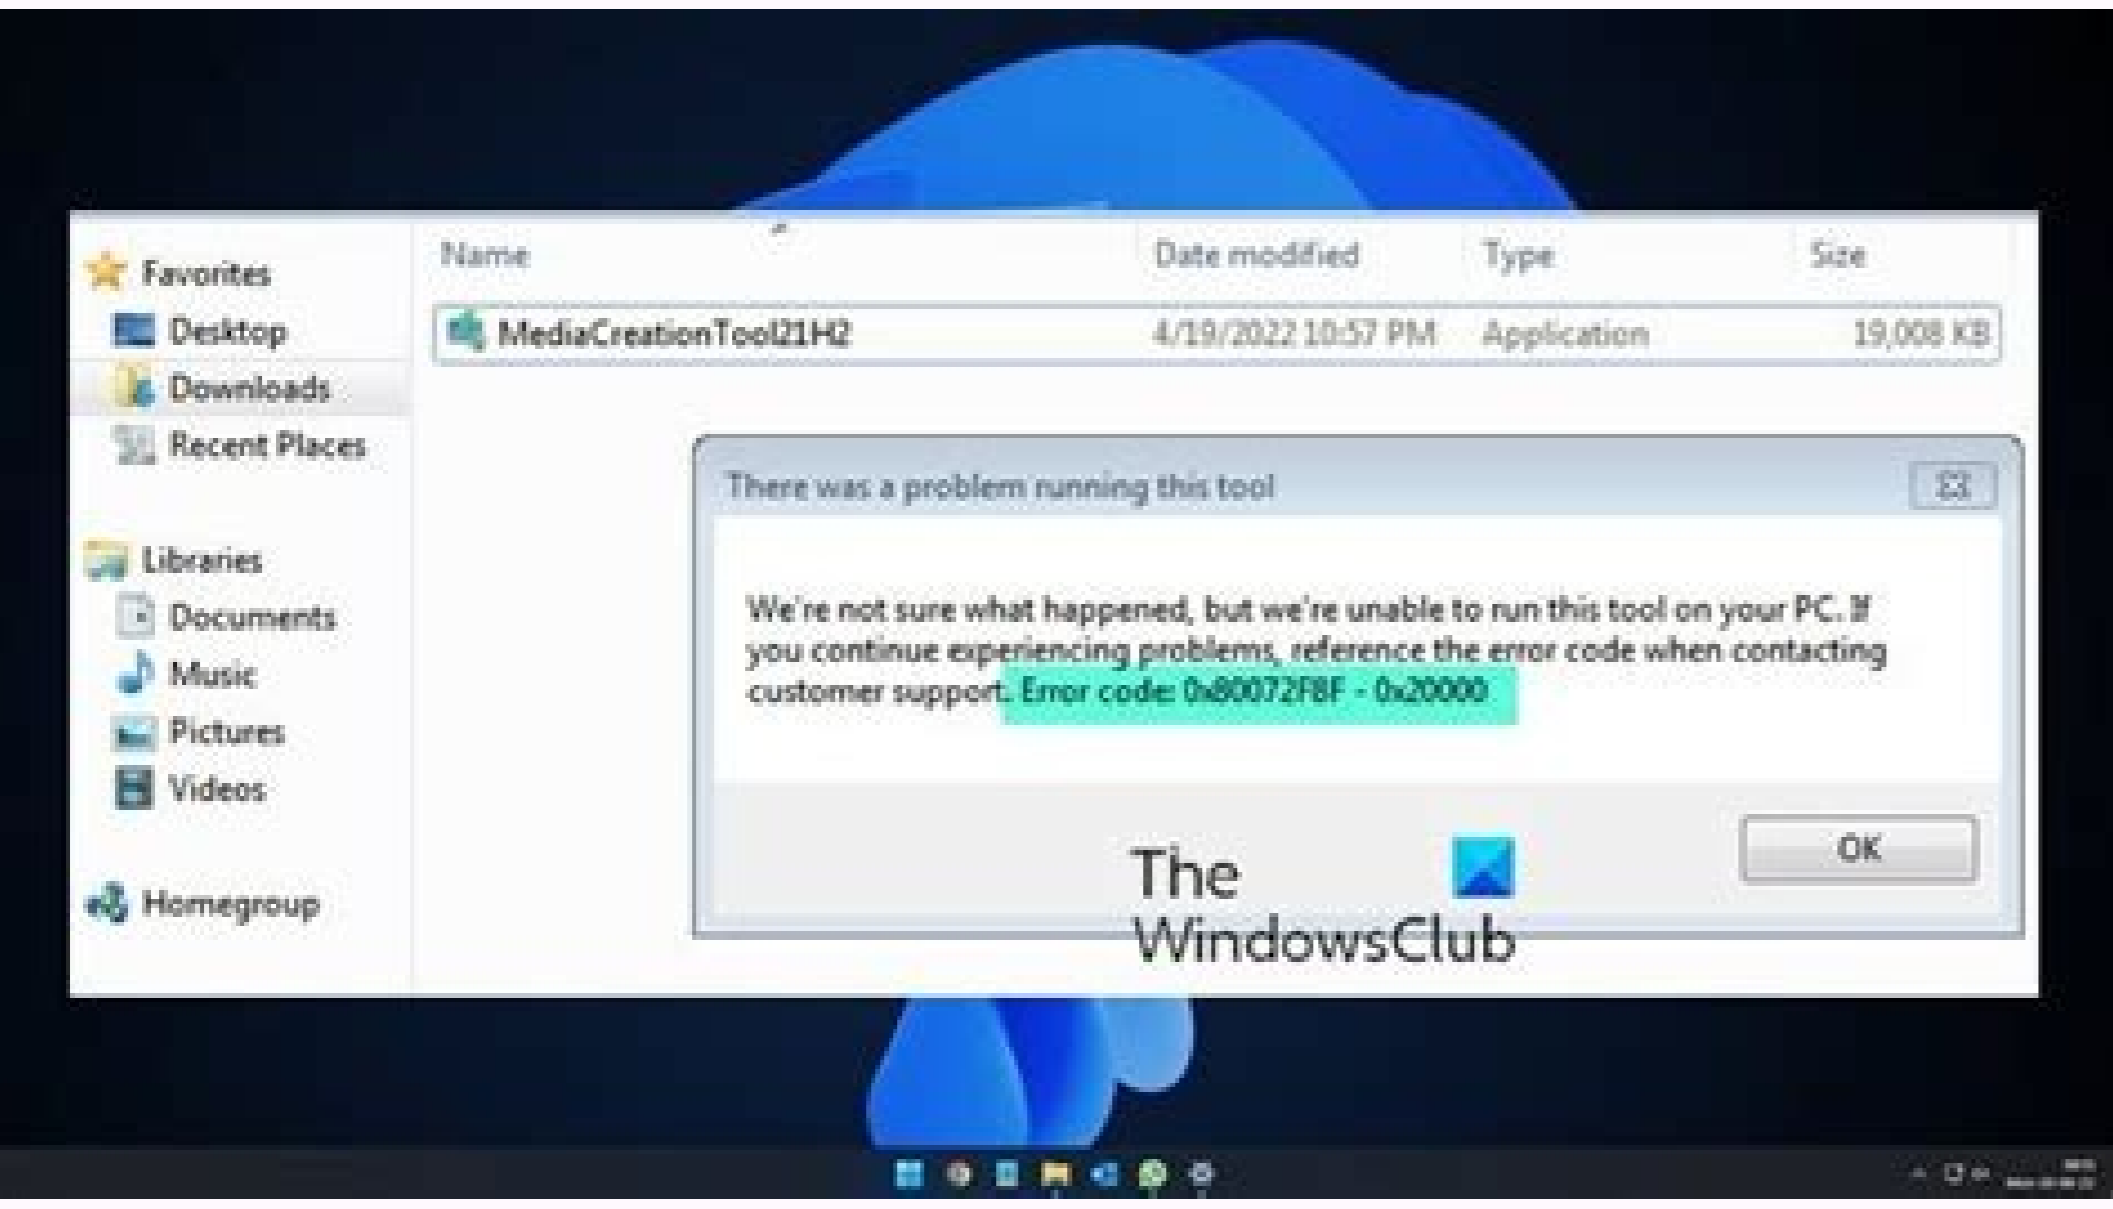 Name Date modified Type Size
Favorites
Desktop
Downloads
Recent Places
Libraries
Documents
Music
Pictures
Videos
Homegroup
MediaCreationTool21H2 4/19/2022 10:57 PM Application 19,008 KB
There was a problem running this tool
We're not sure what happened, but we're unable to run this tool on your PC. If
you continue experiencing problems, reference the error code when contacting
customer support. Error code: 0x80072F8F - 0x20000
OK
The
WindowsClub